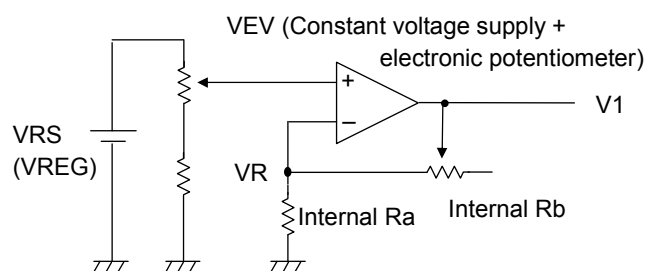 VEV (Constant voltage supply +
electronic potentiometer)
+
V1
−
VRS
(VREG)
VR
Internal Rb
Internal Ra